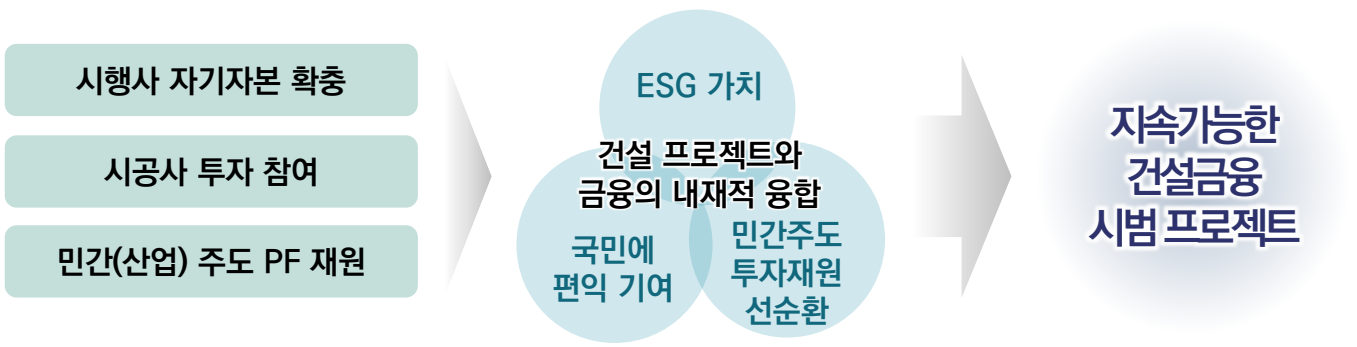 시행사 자기자본 확충
시공사 투자 참여
민간(산업) 주도 PF 재원
ESG 가치
건설 프로젝트와
금융의 내재적 융합
국민에
편익 기여
민간주도
투자재원
선순환
지속가능한
건설금융
시범 프로젝트